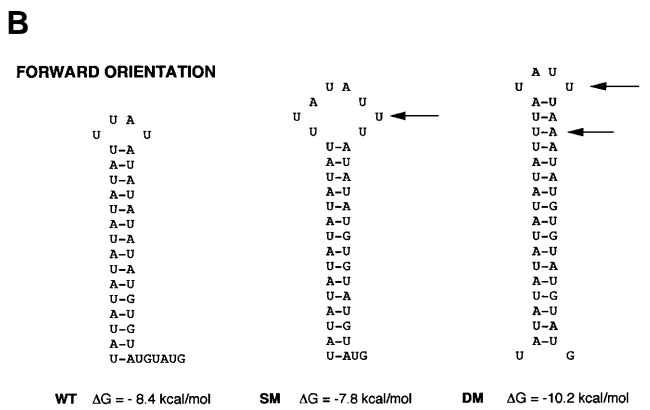 B
FORWARD ORIENTATION
U A
U U
U-A
A-U
U-A
A-U
U-A
A-U
U-A
A-U
U-A
A-U
U-G
A-U
U-G
A-U
U-AUGUAUG
WT ΔG = - 8.4 kcal/mol
U A
A U
U U
U U
U-A
A-U
U-A
A-U
U-A
A-U
U-G
A-U
U-G
A-U
U-A
A-U
U-G
A-U
U-AUG
SM ΔG = -7.8 kcal/mol
A U
U U
A-U
U-A
U-A
U-A
A-U
U-A
A-U
U-G
A-U
U-G
A-U
U-A
A-U
U-G
A-U
U-A
A-U
U G
DM ΔG = -10.2 kcal/mol